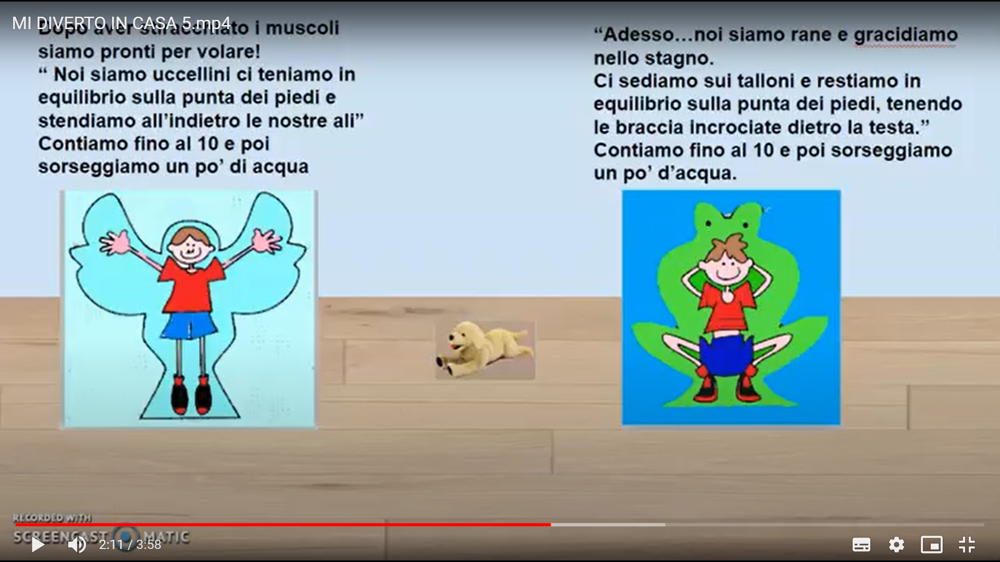 MI DIVERTO IN CASA 5.mp4
Dopo aver stiracchiato i muscoli
siamo pronti per volare!
“ Noi siamo uccellini ci teniamo in
equilibrio sulla punta dei piedi e
stendiamo all’indietro le nostre ali”
Contiamo fino al 10 e poi
sorseggiamo un po’ di acqua
“Adesso...noi siamo rane e gracidiamo
nello stagno.
Ci sediamo sui talloni e restiamo in
equilibrio sulla punta dei piedi, tenendo
le braccia incrociate dietro la testa.”
Contiamo fino al 10 e poi sorseggiamo
un po’ d’acqua.
RECORDED WITH
SCREENCAST MATIC
2:11 / 3:58